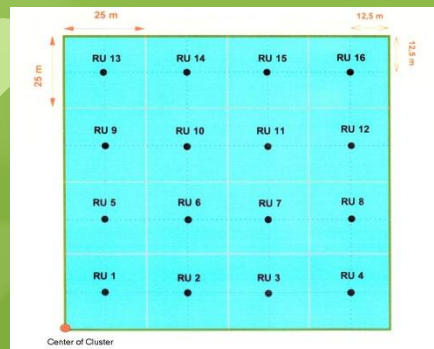 25 m
12,5 m
25 m
12,5 m
RU 13
RU 14
RU 15
RU 16
RU 9
RU 10
RU 11
RU 12
RU 5
RU 6
RU 7
RU 8
RU 1
RU 2
RU 3
RU 4
Center of Cluster